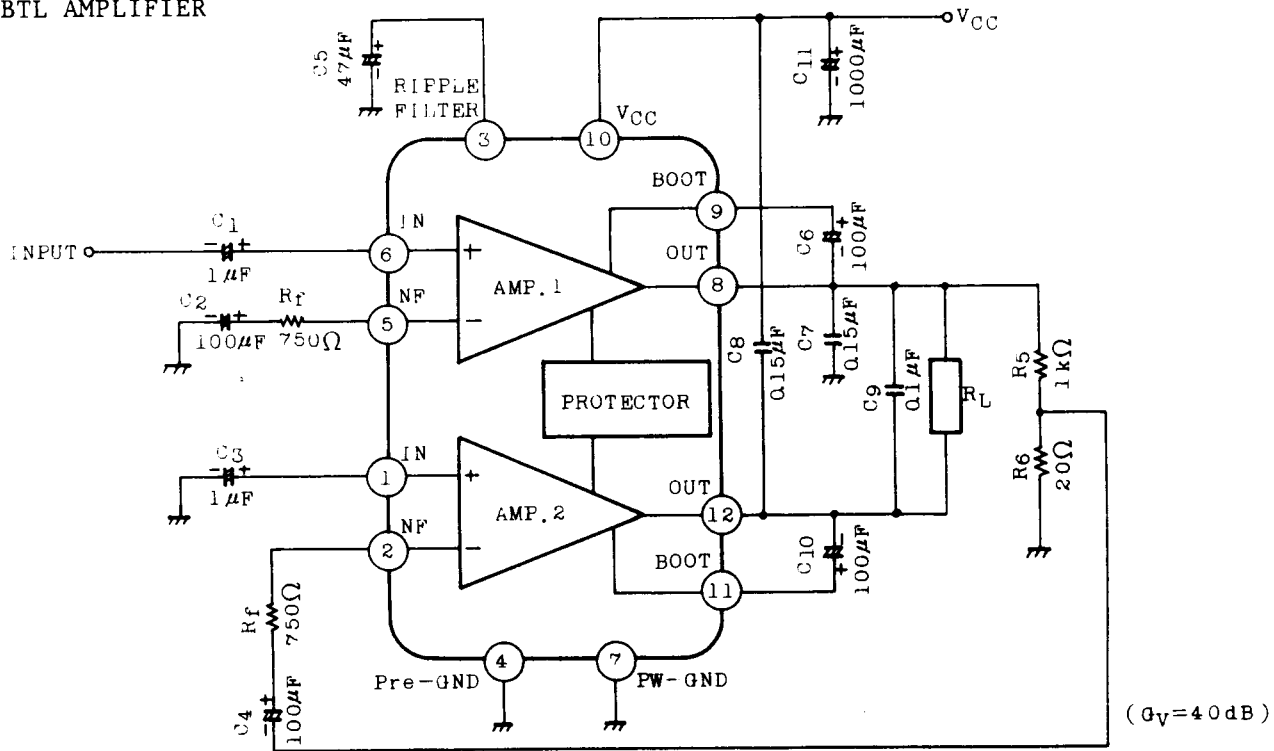 BTL AMPLIFIER
VCC
C5
47μF
RIPPLE
FILTER
3
VCC
10
C11
1000μF
BOOT
9
C6
100μF
INPUT
C1
1μF
IN
6
AMP.1
OUT
8
C2
100μF
Rf
750Ω
NF
5
C8
0.15μF
C7
0.15μF
C9
0.1μF
RL
R5
1kΩ
R6
20Ω
PROTECTOR
C3
1μF
IN
1
AMP.2
OUT
12
NF
2
BOOT
11
C10
100μF
Rf
750Ω
C4
100μF
Pre-GND
4
7
PW-GND
(GV=40dB)